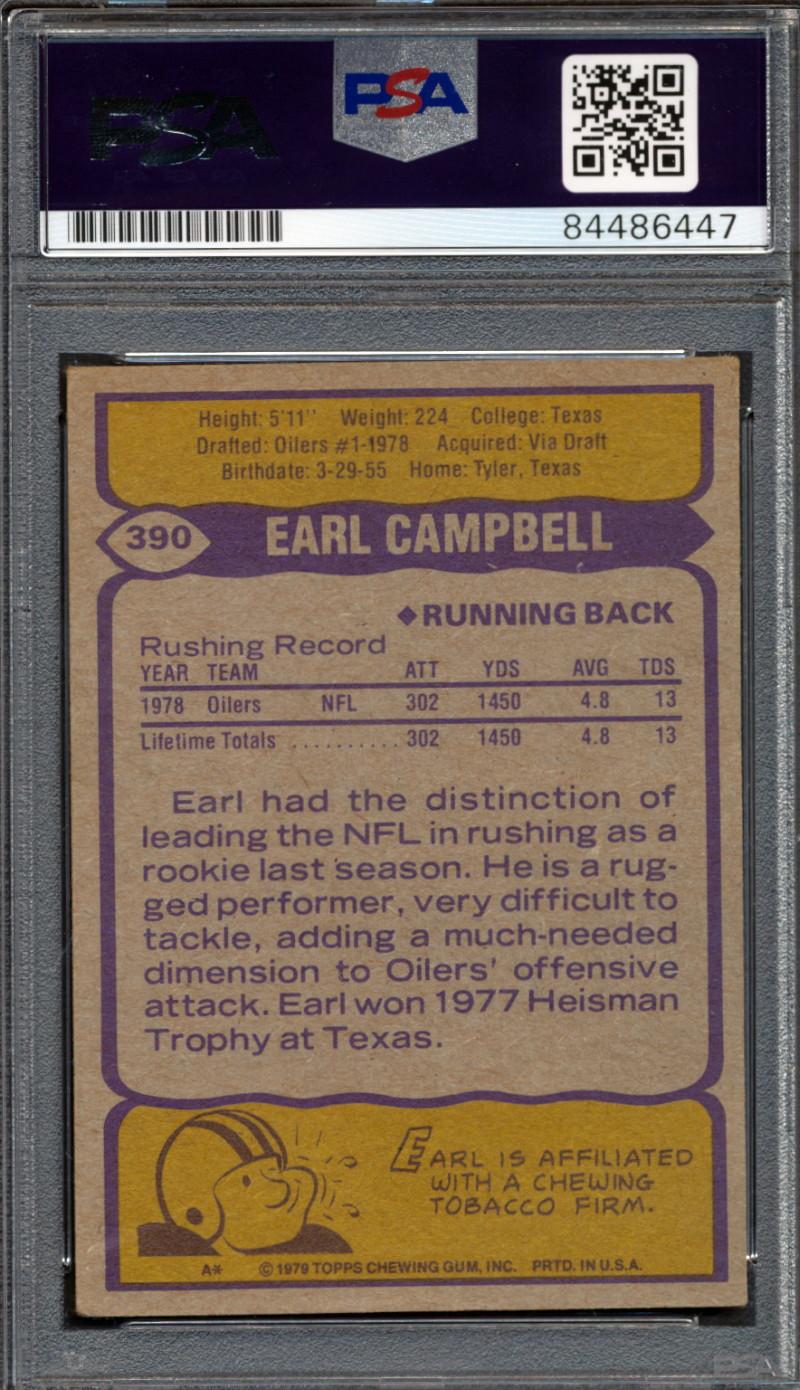 PSA
PSA
84486447
Height: 5'11" Weight: 224 College: Texas
Drafted: Oilers #1-1978 Acquired: Via Draft
Birthdate: 3-29-55 Home: Tyler, Texas
390 EARL CAMPBELL
◆RUNNING BACK
Rushing Record
YEAR TEAM ATT YDS AVG TDS
1978 Oilers NFL 302 1450 4.8 13
Lifetime Totals .......... 302 1450 4.8 13
Earl had the distinction of
leading the NFL in rushing as a
rookie last season. He is a rug-
ged performer, very difficult to
tackle, adding a much-needed
dimension to Oilers' offensive
attack. Earl won 1977 Heisman
Trophy at Texas.
EARL IS AFFILIATED
WITH A CHEWING
TOBACCO FIRM.
A* © 1979 TOPPS CHEWING GUM, INC. PRTD. IN U.S.A.
PSA